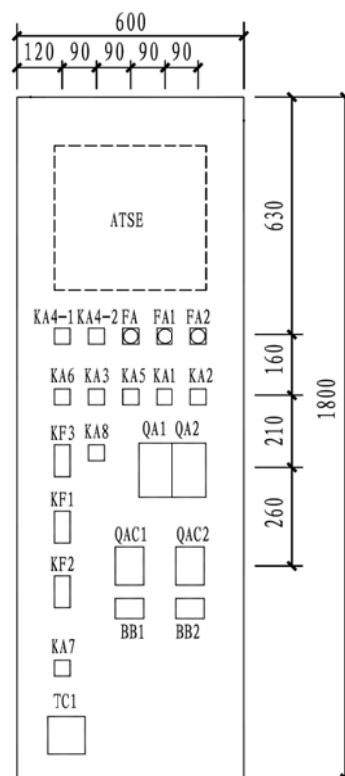 600
120 90 90 90 90
ATSE
630
KA4-1 KA4-2 FA FA1 FA2
160
KA6 KA3 KA5 KA1 KA2
1800
KF3 KA8 QA1 QA2
210
KF1
260
QAC1 QAC2
KF2
BB1 BB2
KA7
TC1